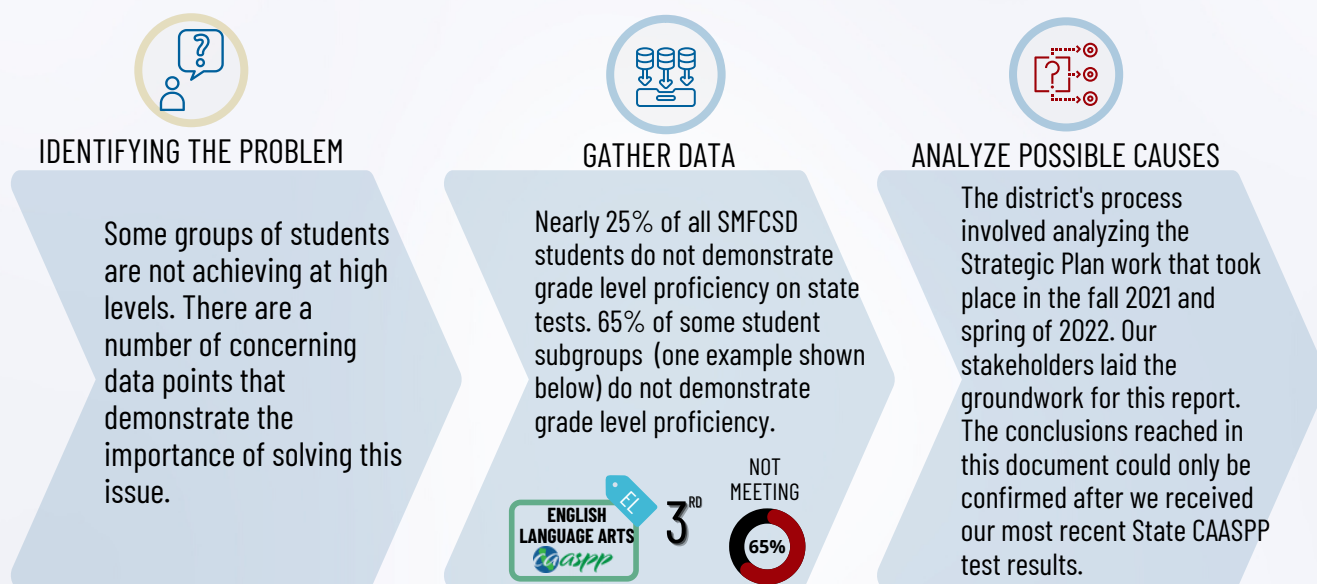 IDENTIFYING THE PROBLEM
Some groups of students
are not achieving at high
levels. There are a
number of concerning
data points that
demonstrate the
importance of solving this
issue.
GATHER DATA
Nearly 25% of all SMFCSD
students do not demonstrate
grade level proficiency on state
tests. 65% of some student
subgroups (one example shown
below) do not demonstrate
grade level proficiency.
EL
ENGLISH
LANGUAGE ARTS
caaspp
3RD
NOT
MEETING
65%
ANALYZE POSSIBLE CAUSES
The district's process
involved analyzing the
Strategic Plan work that took
place in the fall 2021 and
spring of 2022. Our
stakeholders laid the
groundwork for this report.
The conclusions reached in
this document could only be
confirmed after we received
our most recent State CAASPP
test results.